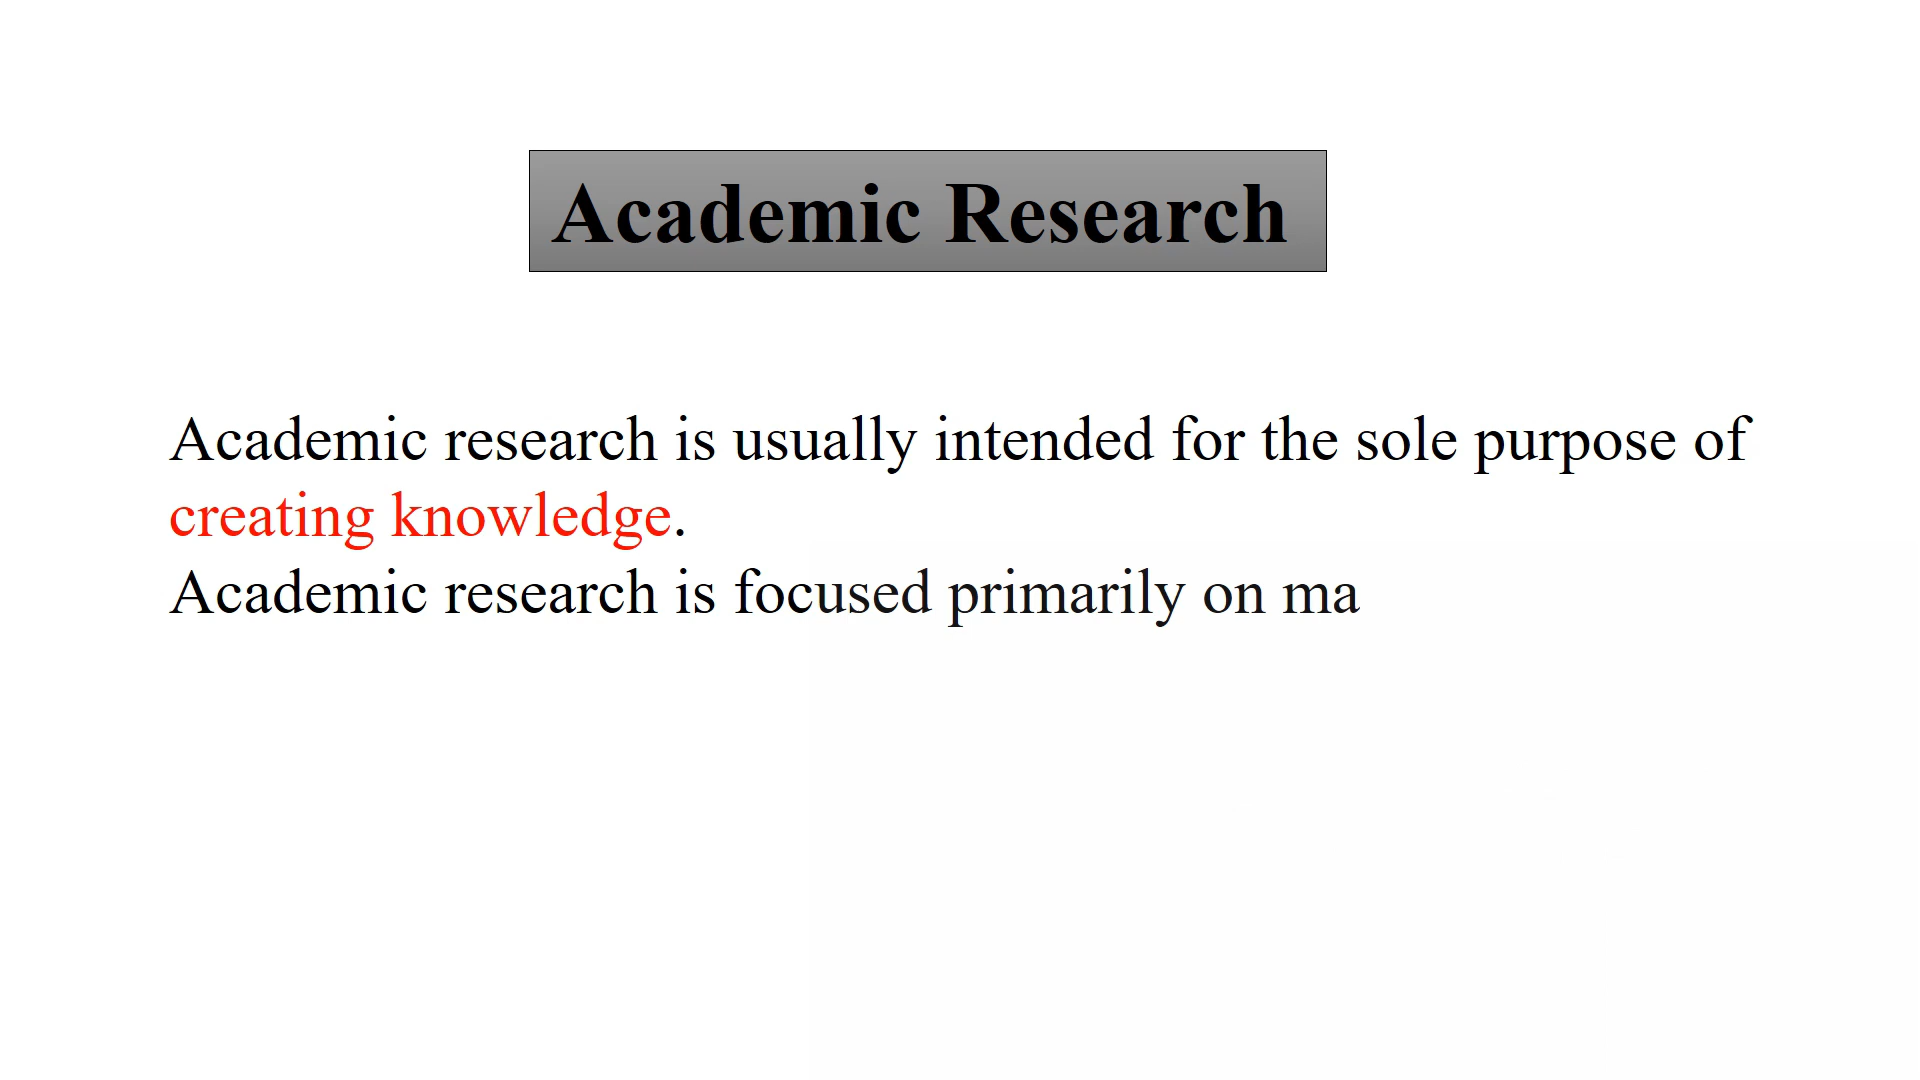 Academic Research
Academic research is usually intended for the sole purpose of
creating knowledge.
Academic research is focused primarily on ma